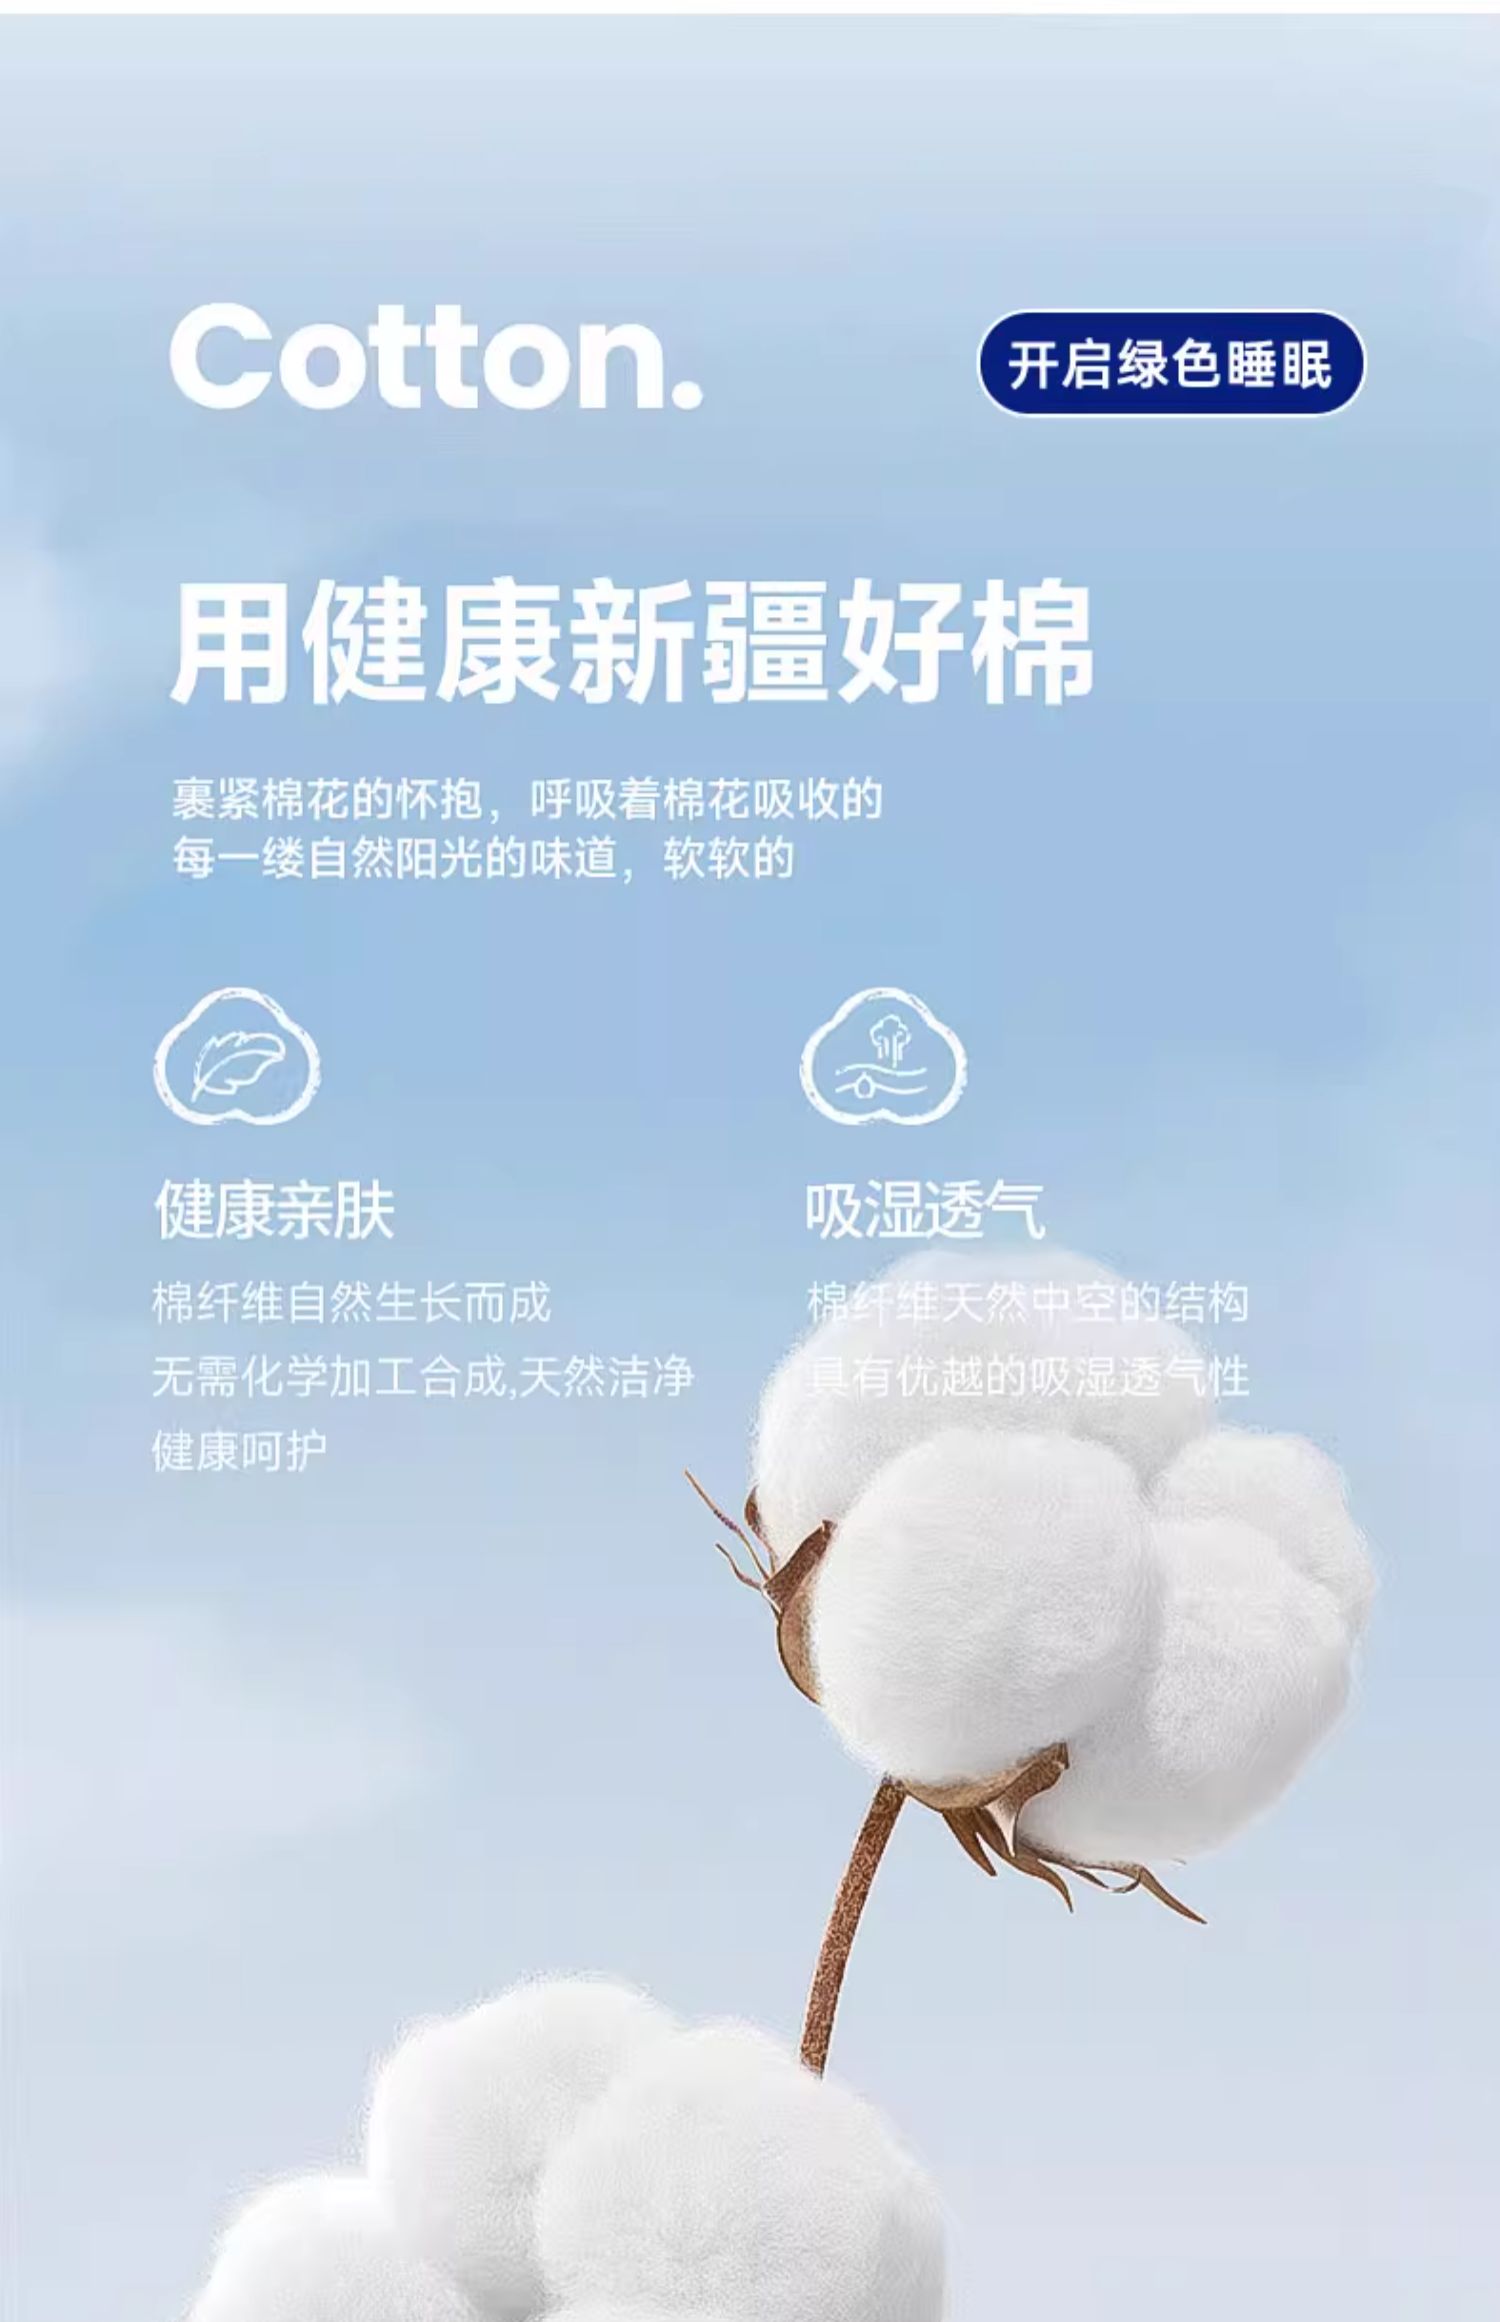 Cotton.
开启绿色睡眠
用健康新疆好棉
裹紧棉花的怀抱，呼吸着棉花吸收的
每一缕自然阳光的味道，软软的
健康亲肤
棉纤维自然生长而成
无需化学加工合成,天然洁净
健康呵护
吸湿透气
棉纤维天然中空的结构
具有优越的吸湿透气性